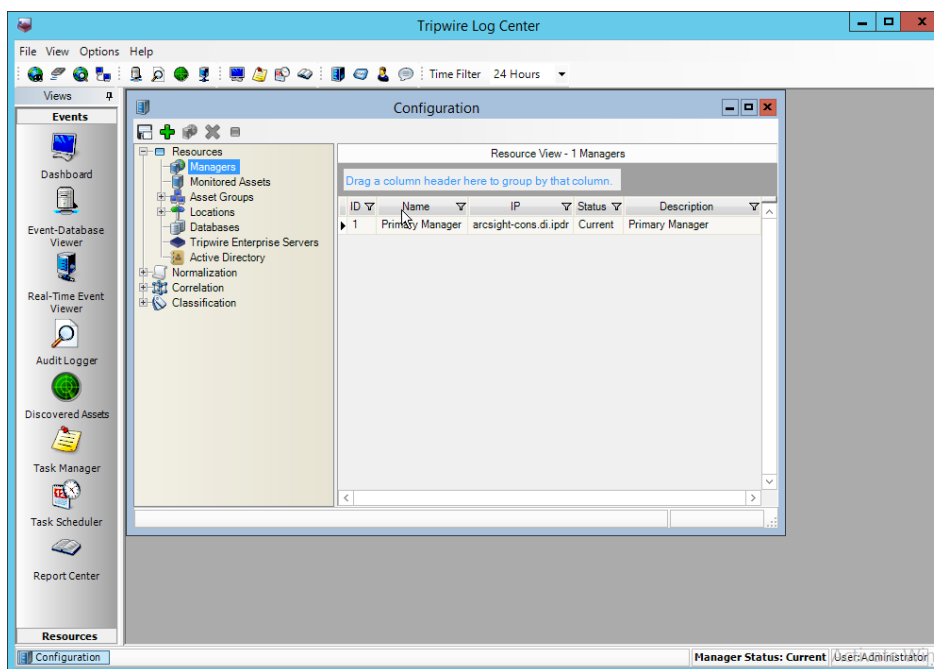 Tripwire Log Center
File View Options Help
Time Filter 24 Hours
Views
Events
Dashboard
Event-Database
Viewer
Real-Time Event
Viewer
Audit Logger
Discovered Assets
Task Manager
Task Scheduler
Report Center
Resources
Configuration
Resources
Managers
Monitored Assets
Asset Groups
Locations
Databases
Tripwire Enterprise Servers
Active Directory
Normalization
Correlation
Classification
Resource View - 1 Managers
Drag a column header here to group by that column.
ID Name IP Status Description
1 Primary Manager arcsight-cons.di.ipdr Current Primary Manager
Configuration
Manager Status: Current User:Administrator